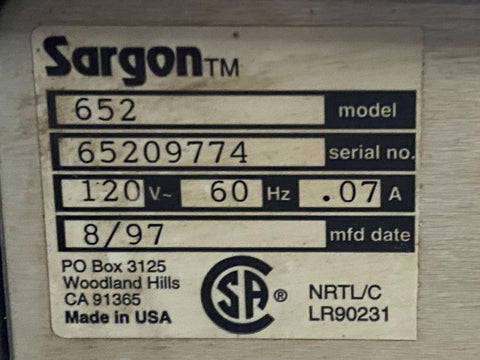 Sargon™
652 model
65209774 serial no.
120 V~ 60 Hz .07 A
8/97 mfd date
PO Box 3125
Woodland Hills
CA 91365
Made in USA
SA ®
NRTL/C
LR90231